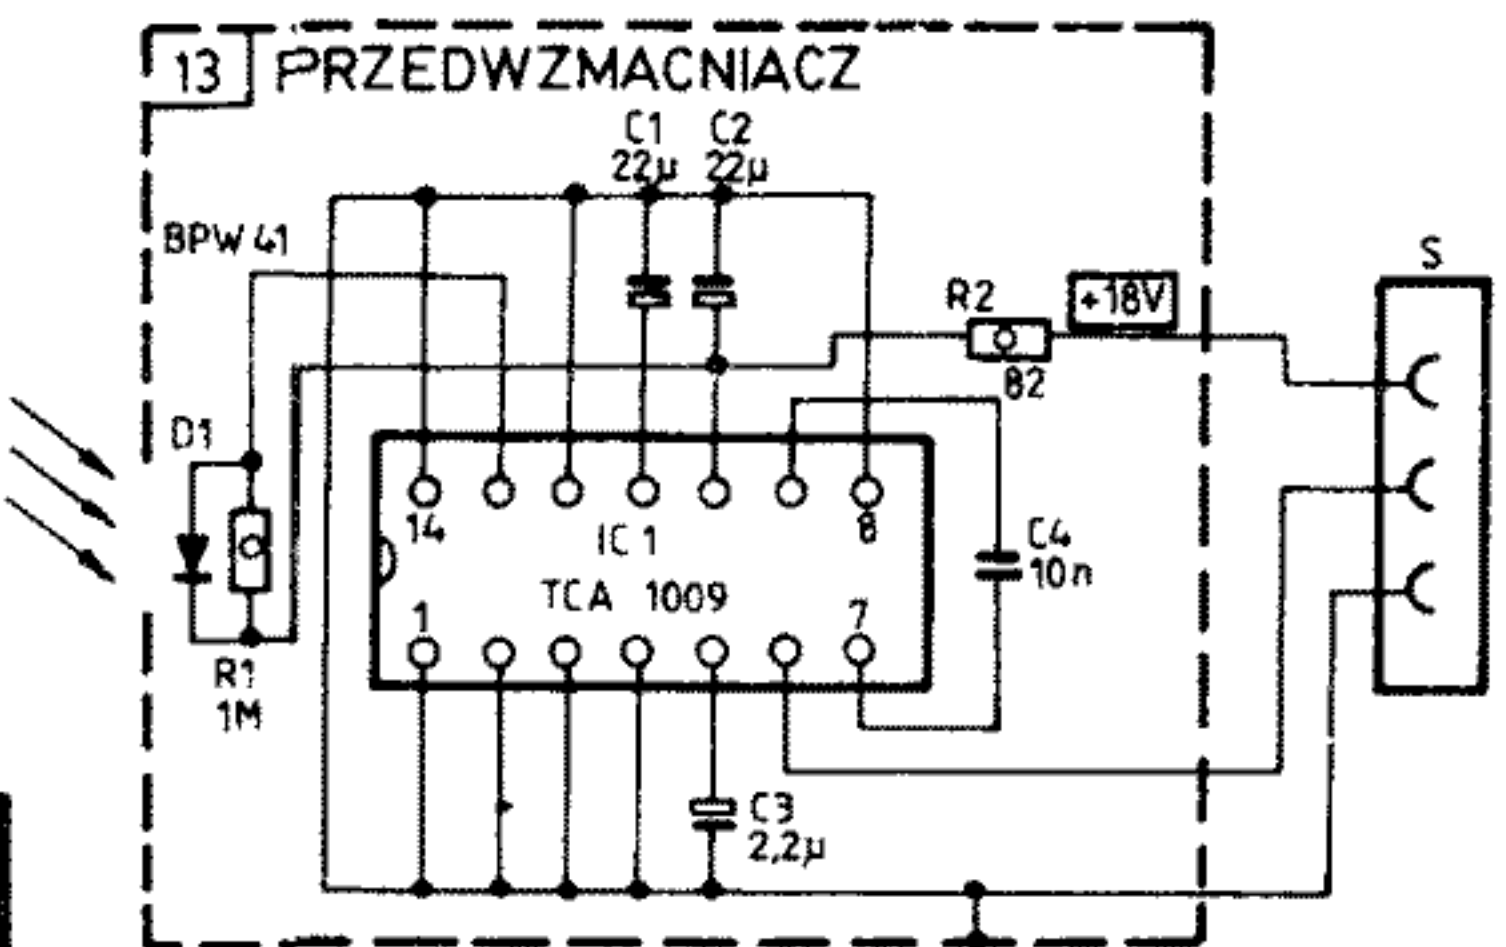 13 PRZEDWZMACNIACZ
C1 C2
22µ 22µ
BPW 41
S
R2 +18V
82
D1
14 8
IC 1
C4
10n
TCA 1009
1 7
R1
1M
C3
2,2µ